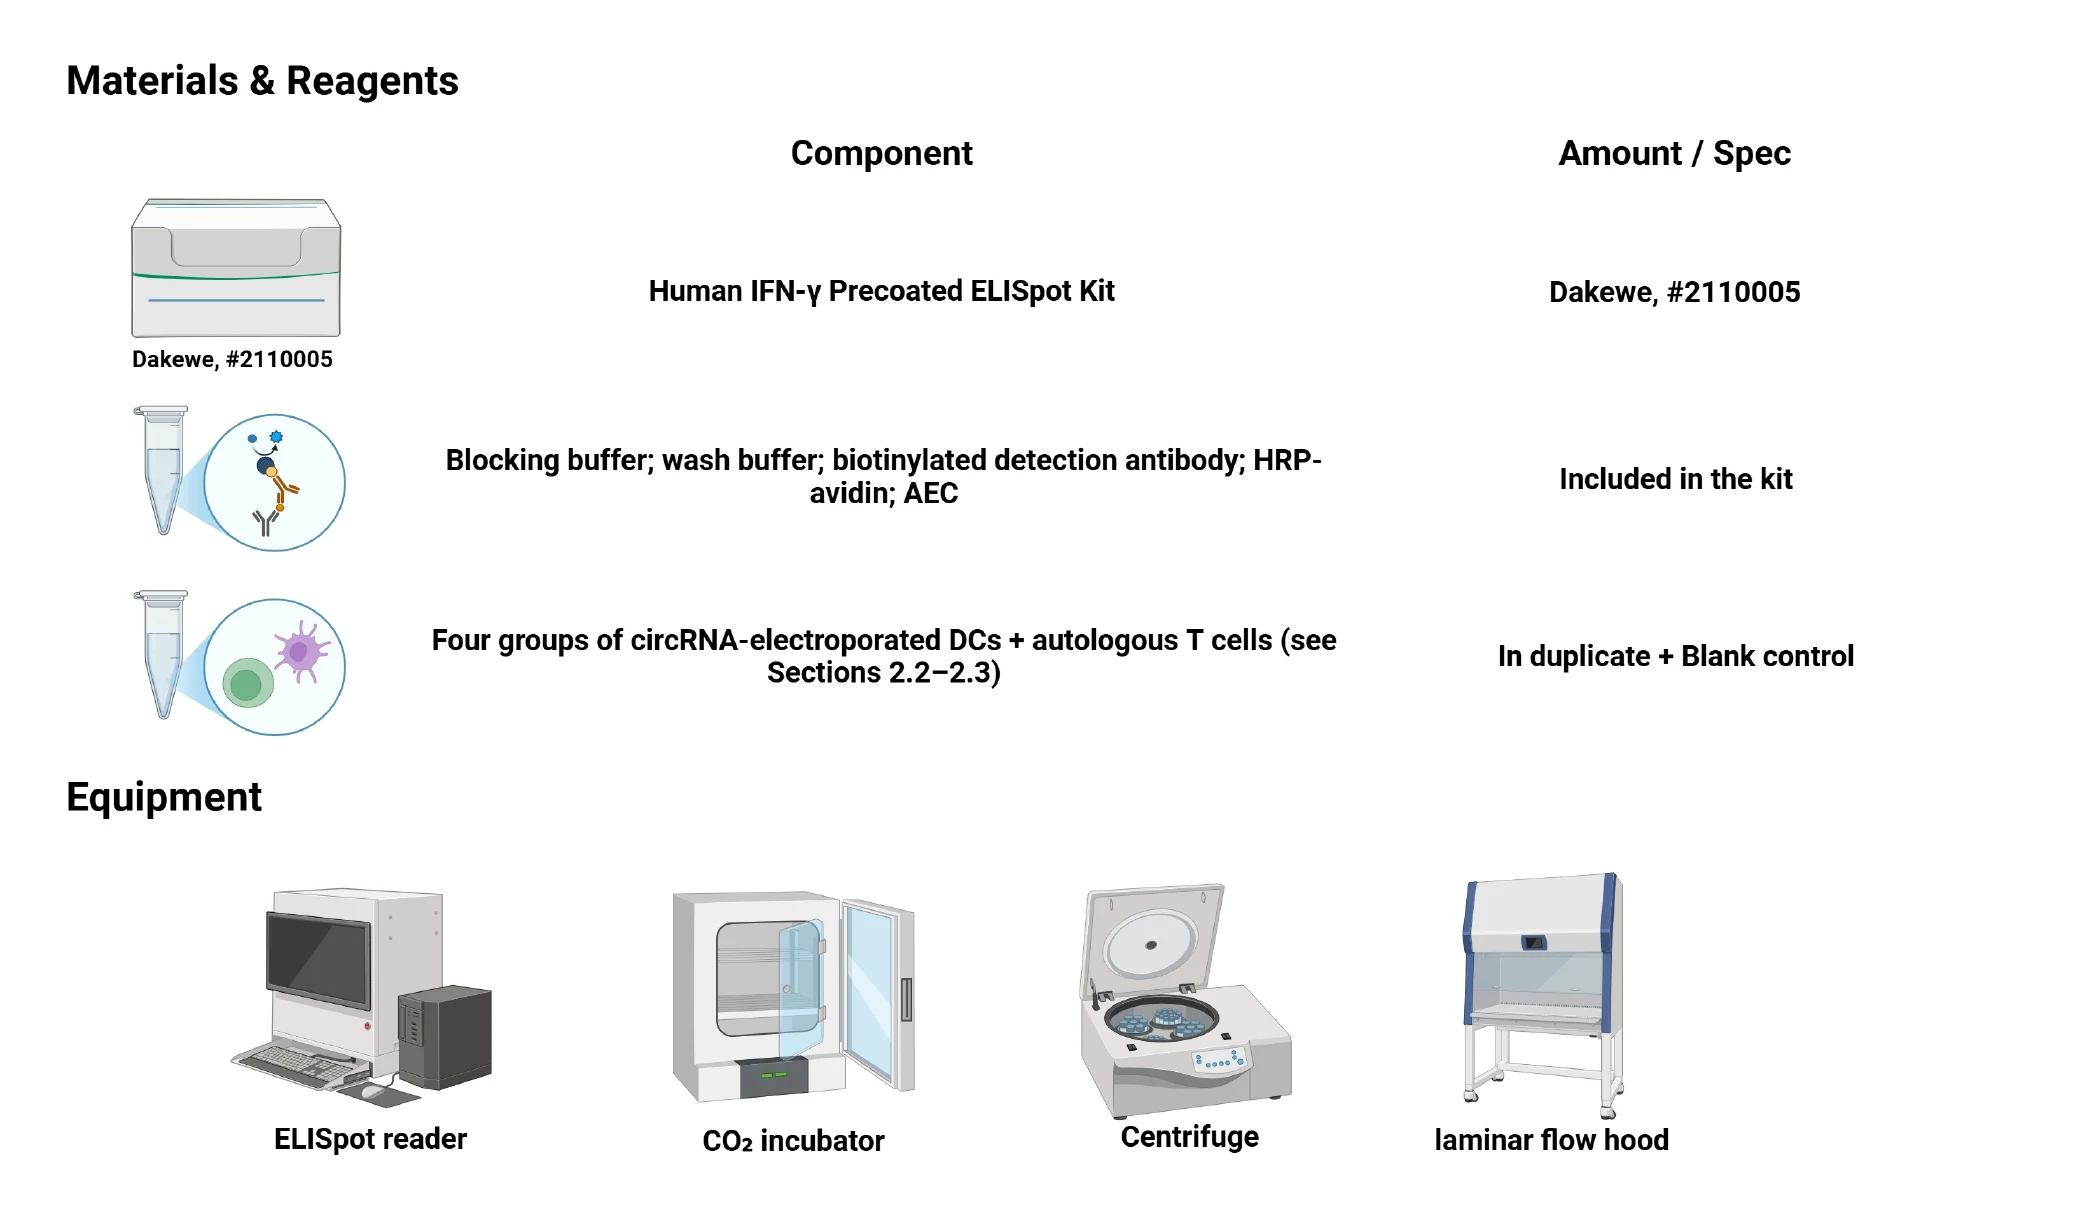 Materials & Reagents
Component
Amount / Spec
Human IFN-γ Precoated ELISpot Kit
Dakewe, #2110005
Dakewe, #2110005
Blocking buffer; wash buffer; biotinylated detection antibody; HRP-
avidin; AEC
Included in the kit
Four groups of circRNA-electroporated DCs + autologous T cells (see
Sections 2.2–2.3)
In duplicate + Blank control
Equipment
ELISpot reader
CO₂ incubator
Centrifuge
laminar flow hood